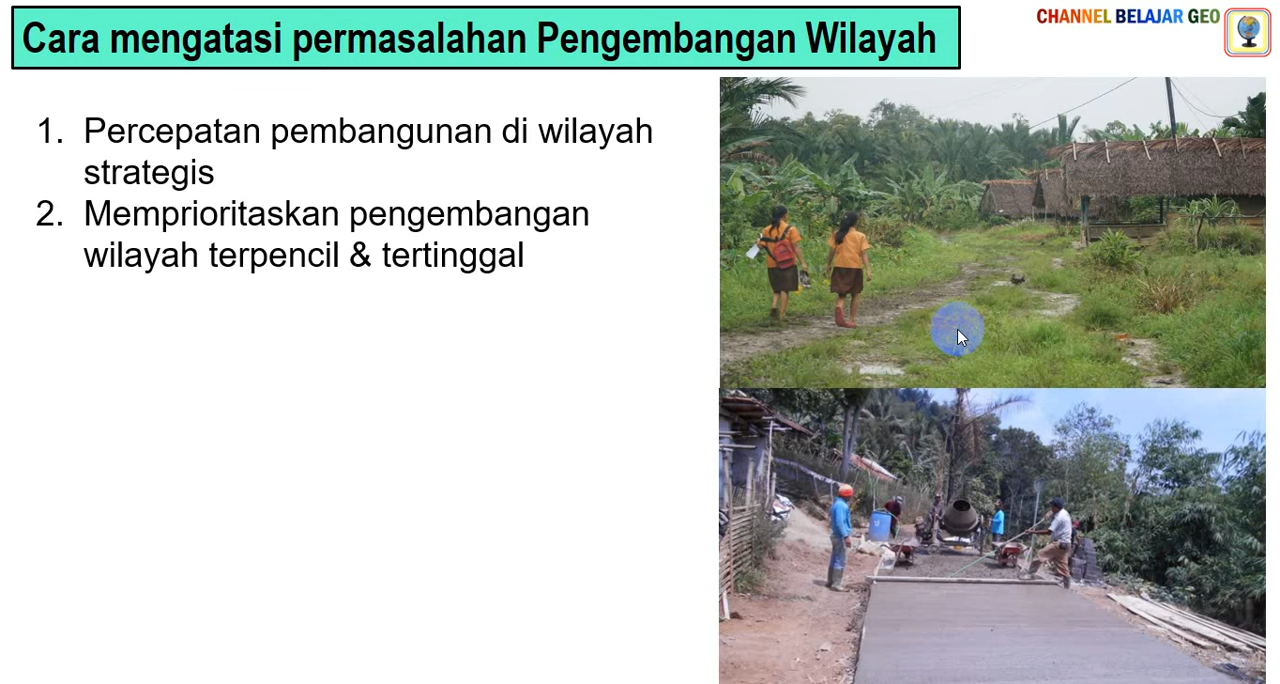 Cara mengatasi permasalahan Pengembangan Wilayah
CHANNEL BELAJAR GEO
1. Percepatan pembangunan di wilayah
strategis
2. Memprioritaskan pengembangan
wilayah terpencil & tertinggal